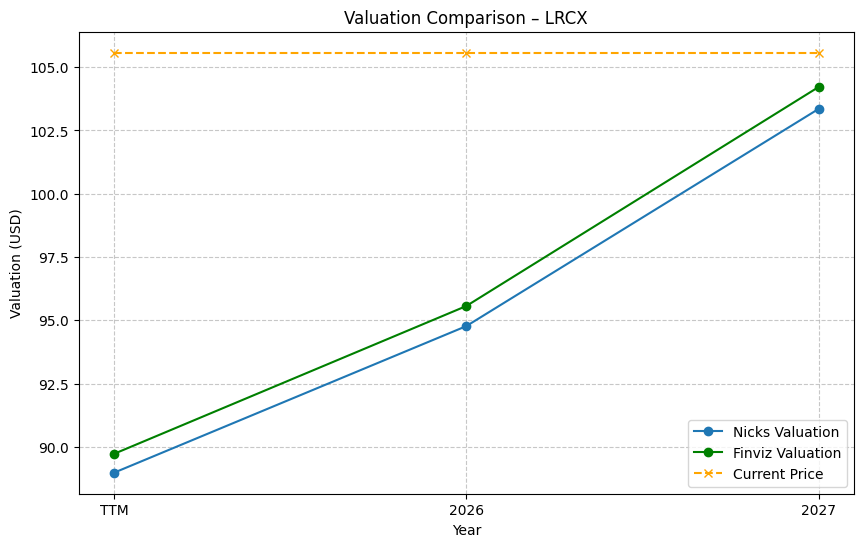 Valuation Comparison – LRCX
Valuation (USD)
105.0
102.5
100.0
97.5
95.0
92.5
90.0
TTM
2026
2027
Year
Nicks Valuation
Finviz Valuation
Current Price